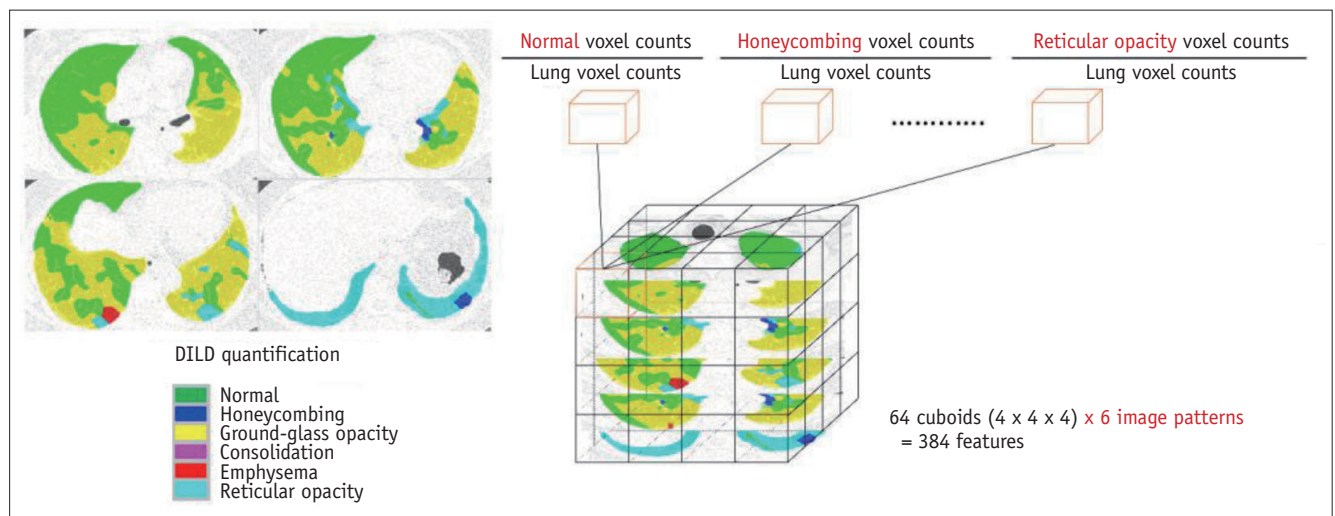 Normal voxel counts
Lung voxel counts
Honeycombing voxel counts
Lung voxel counts
Reticular opacity voxel counts
Lung voxel counts
............
DILD quantification
Normal
Honeycombing
Ground-glass opacity
Consolidation
Emphysema
Reticular opacity
64 cuboids (4 x 4 x 4) x 6 image patterns
= 384 features